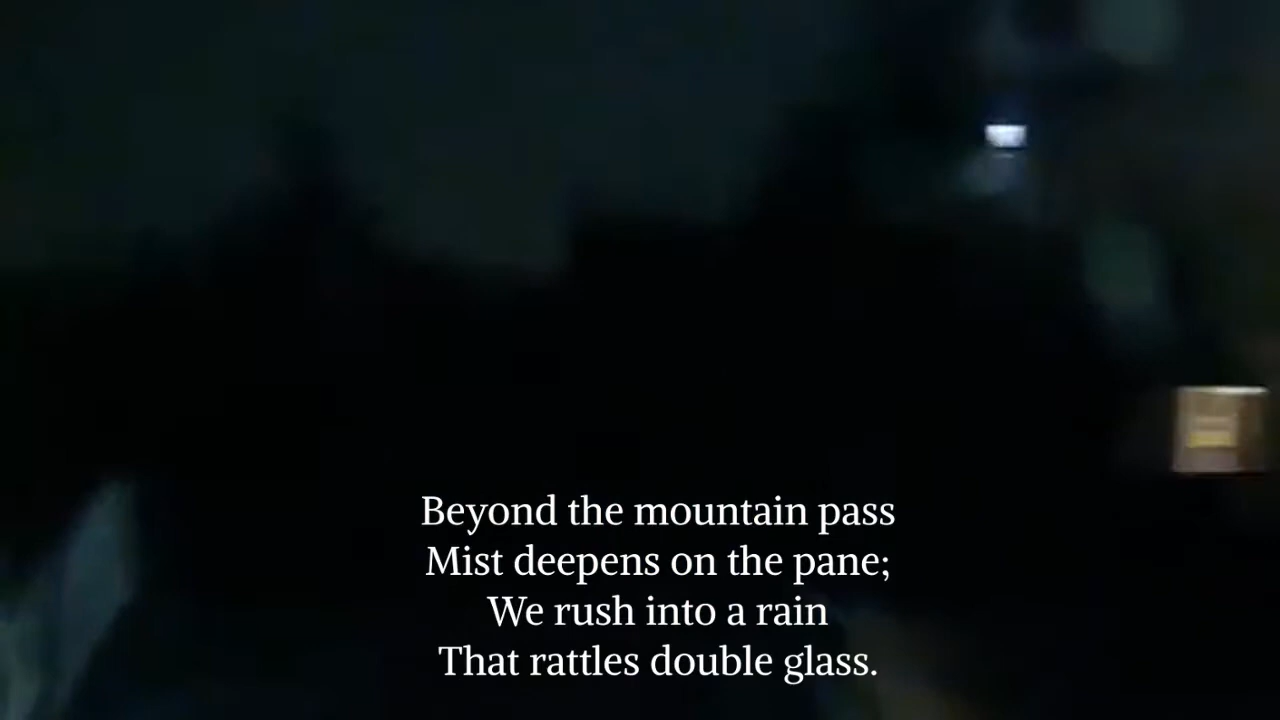 Beyond the mountain pass
Mist deepens on the pane;
We rush into a rain
That rattles double glass.